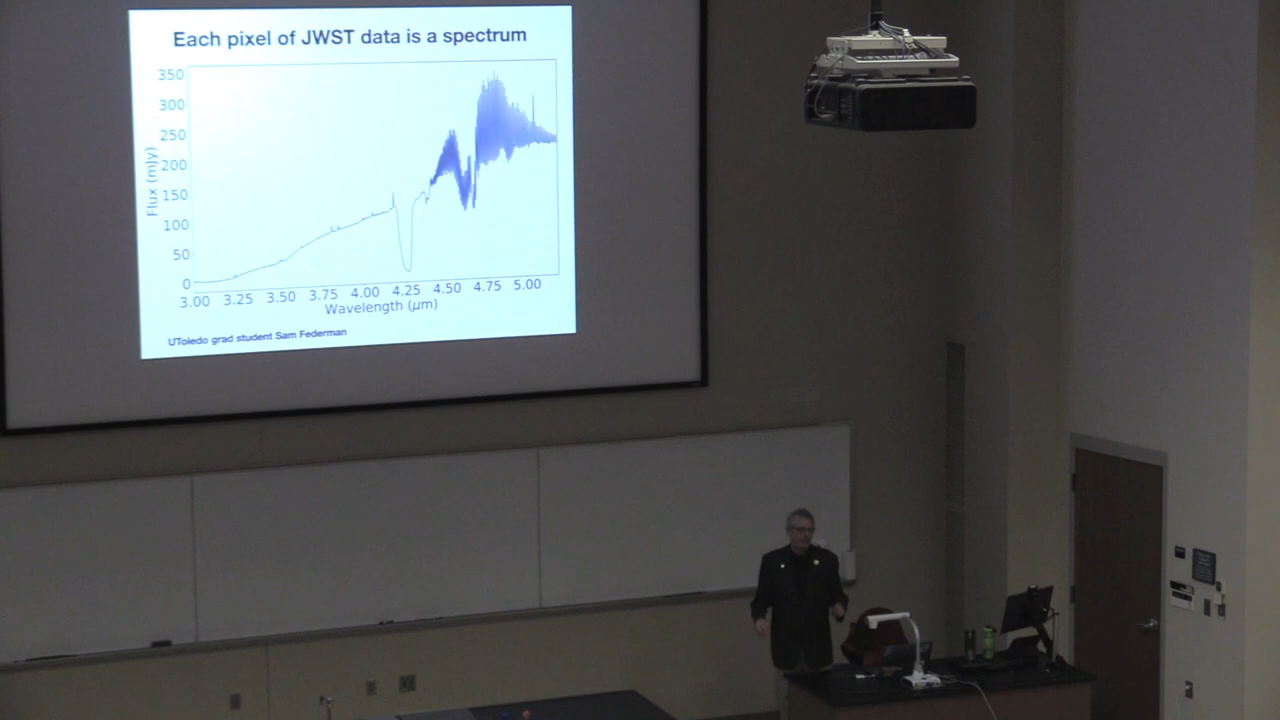 Each pixel of JWST data is a spectrum
350
300
250
200
150
100
50
0
Flux (mJy)
3.00 3.25 3.50 3.75 4.00 4.25 4.50 4.75 5.00
Wavelength (μm)
UToledo grad student Sam Federman